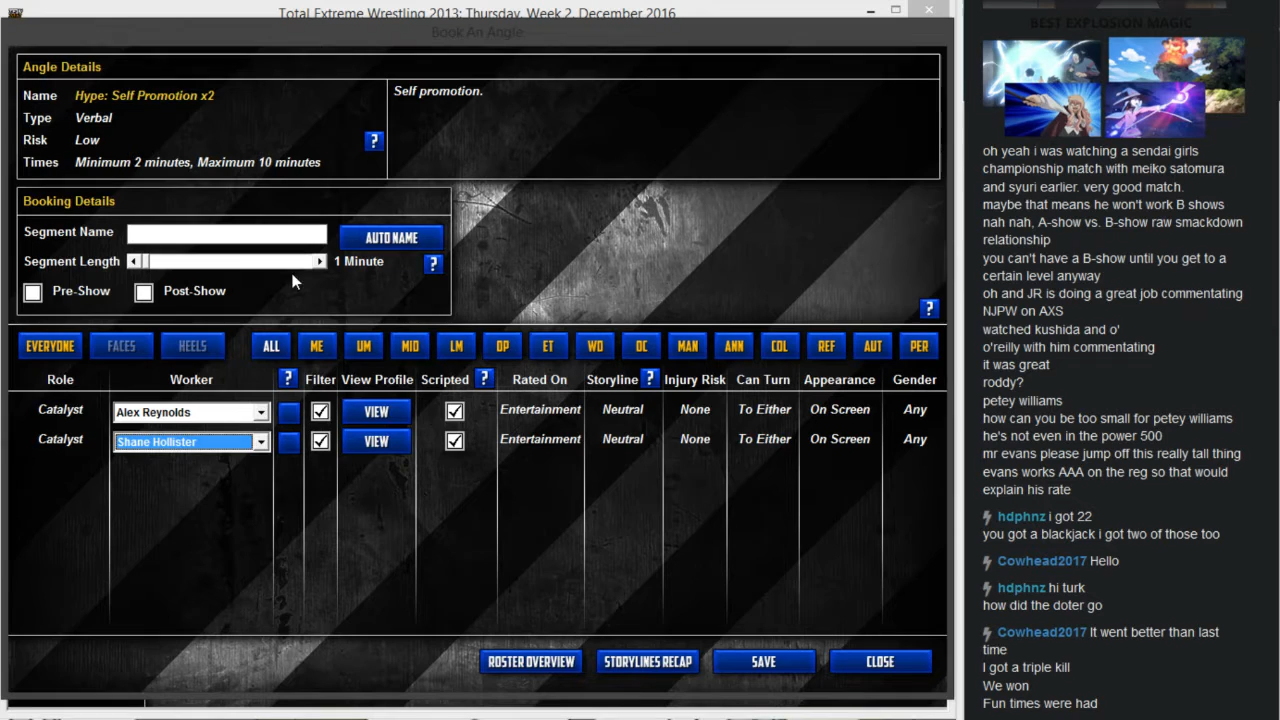 Total Extreme Wrestling 2013: Thursday, Week 2, December 2016
Book An Angle
Angle Details
Name Hype: Self Promotion x2
Type Verbal
Risk Low
?
Times Minimum 2 minutes, Maximum 10 minutes
Self promotion.
Booking Details
Segment Name AUTO NAME
Segment Length 1 Minute ?
Pre-Show Post-Show
?
EVERYONE FACES HEELS ALL ME UM MID LM OP ET WO OC MAN ANN COL REF AUT PER
Role Worker ? Filter View Profile Scripted ? Rated On Storyline ? Injury Risk Can Turn Appearance Gender
Catalyst Alex Reynolds VIEW Entertainment Neutral None To Either On Screen Any
Catalyst Shane Hollister VIEW Entertainment Neutral None To Either On Screen Any
ROSTER OVERVIEW STORYLINES RECAP SAVE CLOSE
BEST EXPLOSION MAGIC
oh yeah i was watching a sendai girls
championship match with meiko satomura
and syuri earlier. very good match.
maybe that means he won't work B shows
nah nah, A-show vs. B-show raw smackdown
relationship
you can't have a B-show until you get to a
certain level anyway
oh and JR is doing a great job commentating
NJPW on AXS
watched kushida and o'
o'reilly with him commentating
it was great
roddy?
petey williams
how can you be too small for petey williams
he's not even in the power 500
mr evans please jump off this really tall thing
evans works AAA on the reg so that would
explain his rate
hdphnz i got 22
you got a blackjack i got two of those too
Cowhead2017 Hello
hdphnz hi turk
how did the doter go
Cowhead2017 It went better than last
time
I got a triple kill
We won
Fun times were had